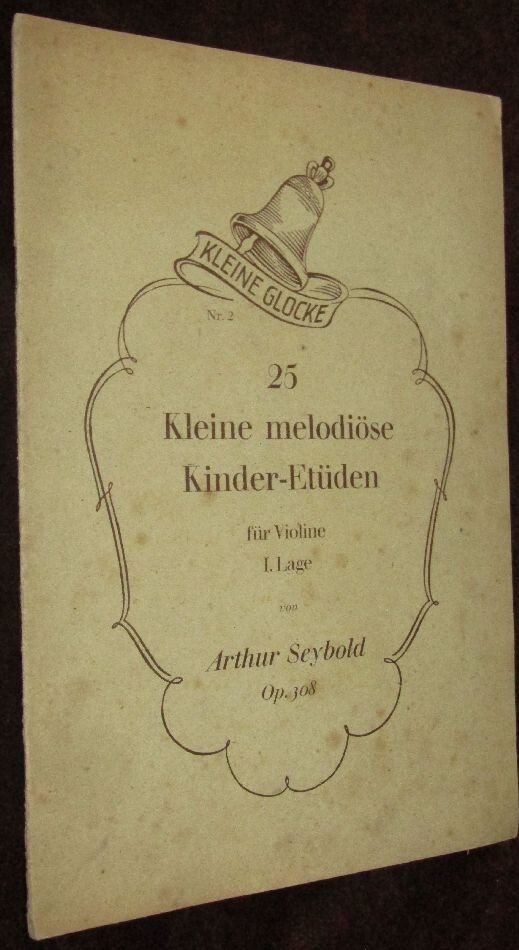 KLEINE GLOCKE
Nr. 2
25
Kleine melodiöse
Kinder-Etüden
für Violine
I. Lage
von
Arthur Seybold
Op. 308